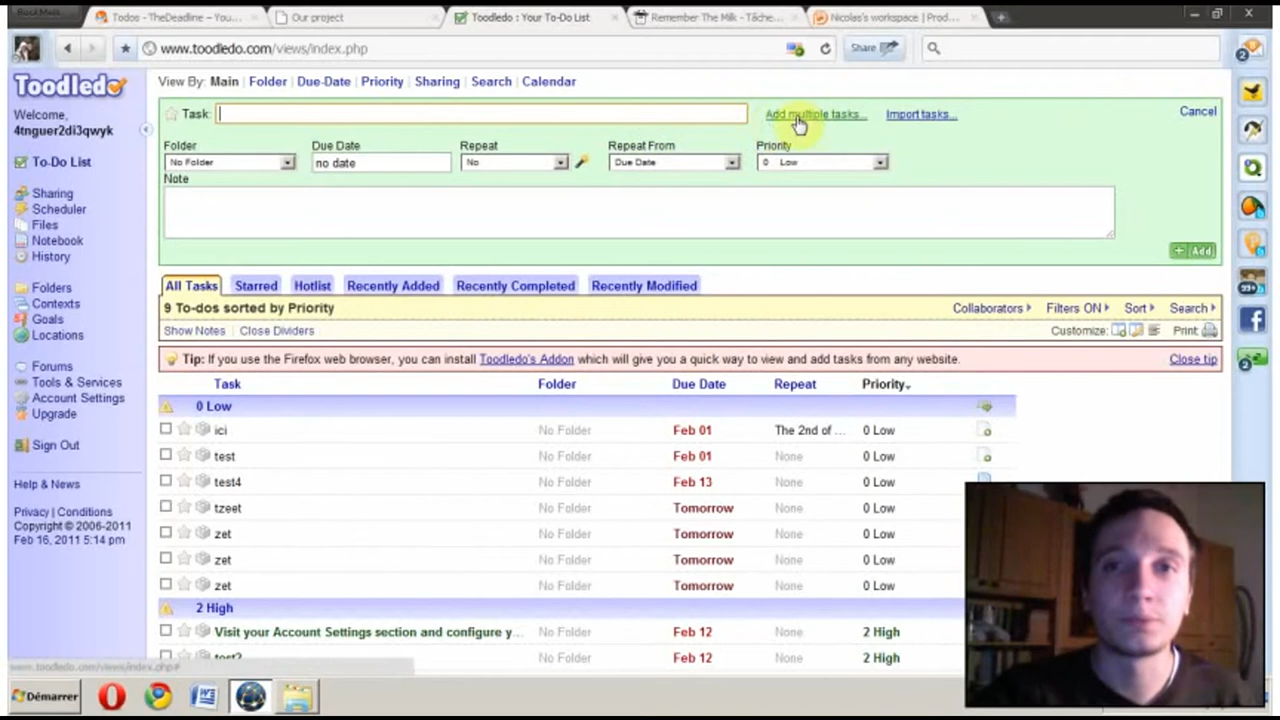 Todos - TheDeadline – You...
Our project
Toodledo : Your To-Do List
Remember The Milk - Tâche...
Nicolas's workspace | Prod...
www.toodledo.com/views/index.php
Share
Toodledo
View By: Main | Folder | Due-Date | Priority | Sharing | Search | Calendar
Welcome,
4tnguer2di3qwyk
To-Do List
Sharing
Scheduler
Files
Notebook
History
Folders
Contexts
Goals
Locations
Forums
Tools & Services
Account Settings
Upgrade
Sign Out
Help & News
Privacy | Conditions
Copyright © 2006-2011
Feb 16, 2011 5:14 pm
Task:
Add multiple tasks...
Import tasks...
Cancel
Folder Due Date Repeat Repeat From Priority
No Folder no date No Due Date 0 Low
Note
+ Add
All Tasks Starred Hotlist Recently Added Recently Completed Recently Modified
9 To-dos sorted by Priority
Collaborators Filters ON Sort Search
Show Notes | Close Dividers
Customize: Print:
Tip: If you use the Firefox web browser, you can install Toodledo's Addon which will give you a quick way to view and add tasks from any website.
Close tip
Task Folder Due Date Repeat Priority
0 Low
ici No Folder Feb 01 The 2nd of ... 0 Low
test No Folder Feb 01 None 0 Low
test4 No Folder Feb 13 None 0 Low
tzeet No Folder Tomorrow None 0 Low
zet No Folder Tomorrow None 0 Low
zet No Folder Tomorrow None 0 Low
zet No Folder Tomorrow None 0 Low
2 High
Visit your Account Settings section and configure y... No Folder Feb 12 None 2 High
test2 No Folder Feb 12 None 2 High
www.toodledo.com/views/index.php#
Démarrer
2
99+
2